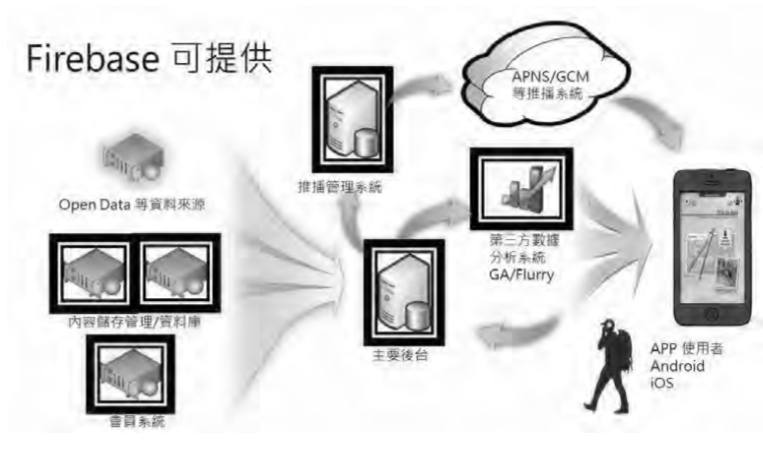 Firebase 可提供
APNS/GCM
等推播系統
推播管理系統
Open Data 等資料來源
第三方數據
分析系統
GA/Flurry
內容儲存管理/資料庫
主要後台
會員系統
APP 使用者
Android
iOS